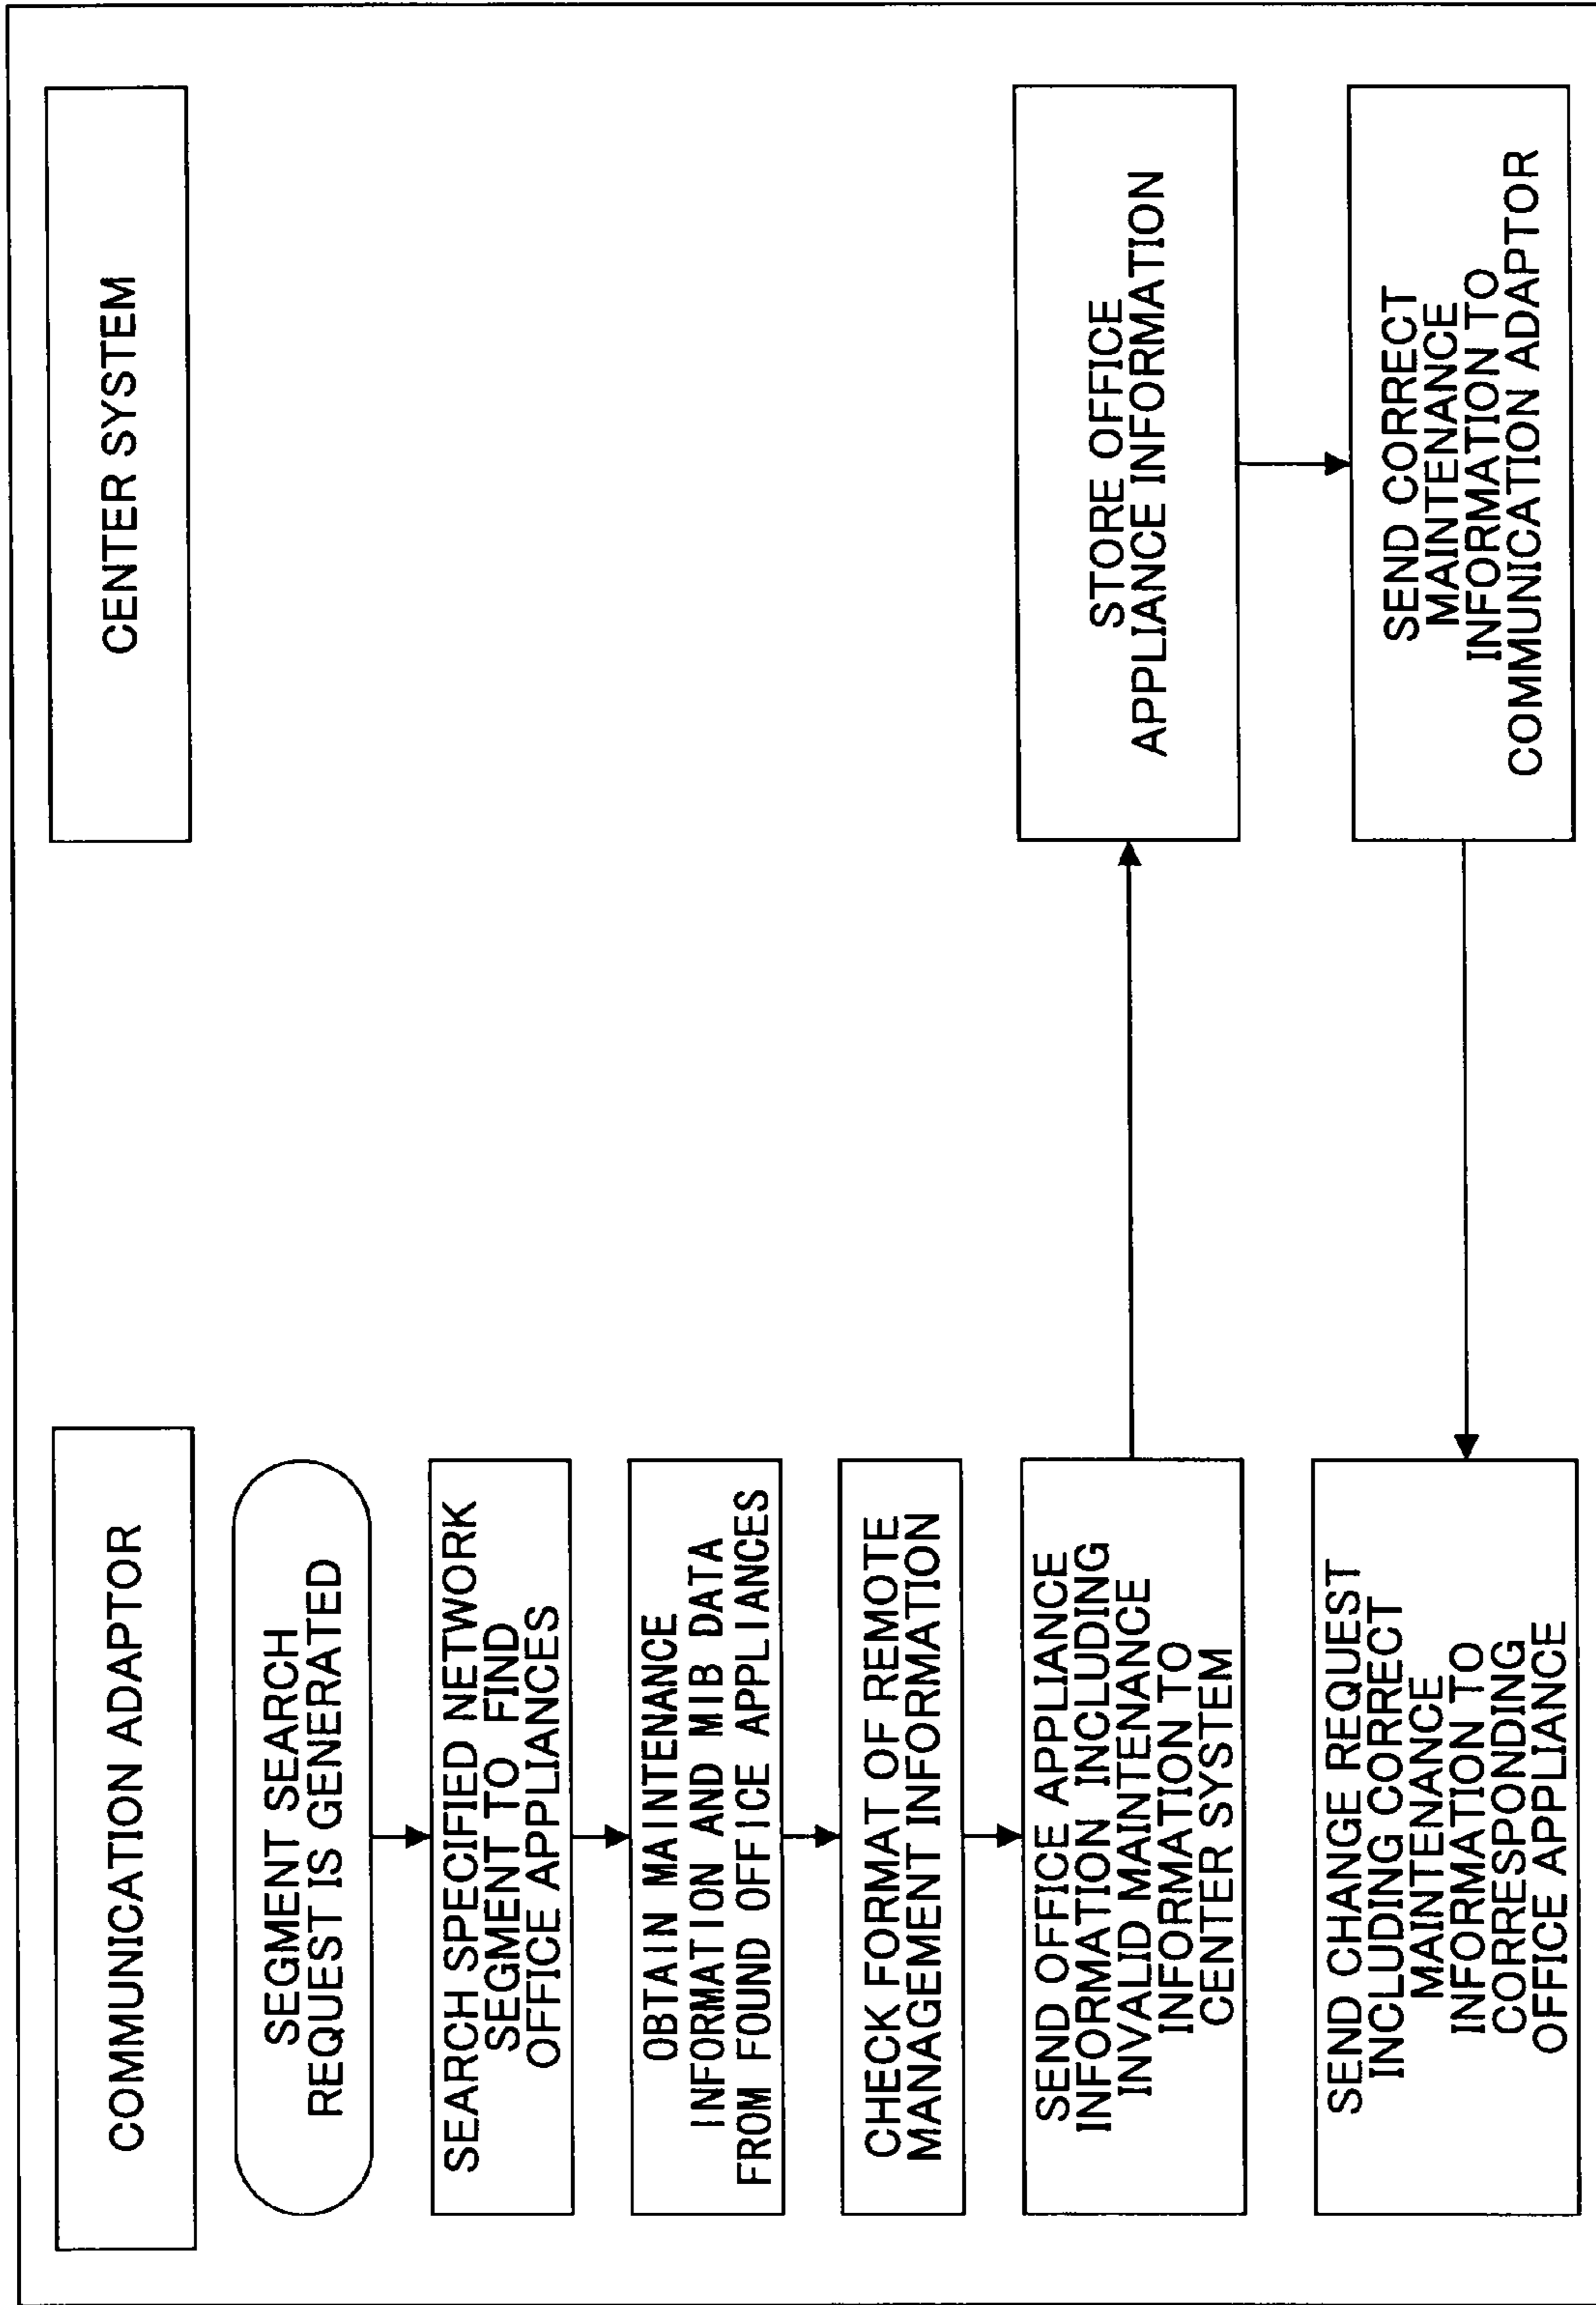 COMMUNICATION ADAPTOR
CENTER SYSTEM
SEGMENT SEARCH
REQUEST IS GENERATED
SEARCH SPECIFIED NETWORK
SEGMENT TO FIND
OFFICE APPLIANCES
OBTAIN MAINTENANCE
INFORMATION AND MIB DATA
FROM FOUND OFFICE APPLIANCES
CHECK FORMAT OF REMOTE
MANAGEMENT INFORMATION
SEND OFFICE APPLIANCE
INFORMATION INCLUDING
INVALID MAINTENANCE
INFORMATION TO
CENTER SYSTEM
STORE OFFICE
APPLIANCE INFORMATION
SEND CORRECT
MAINTENANCE
INFORMATION TO
COMMUNICATION ADAPTOR
SEND CHANGE REQUEST
INCLUDING CORRECT
MAINTENANCE
INFORMATION TO
CORRESPONDING
OFFICE APPLIANCE